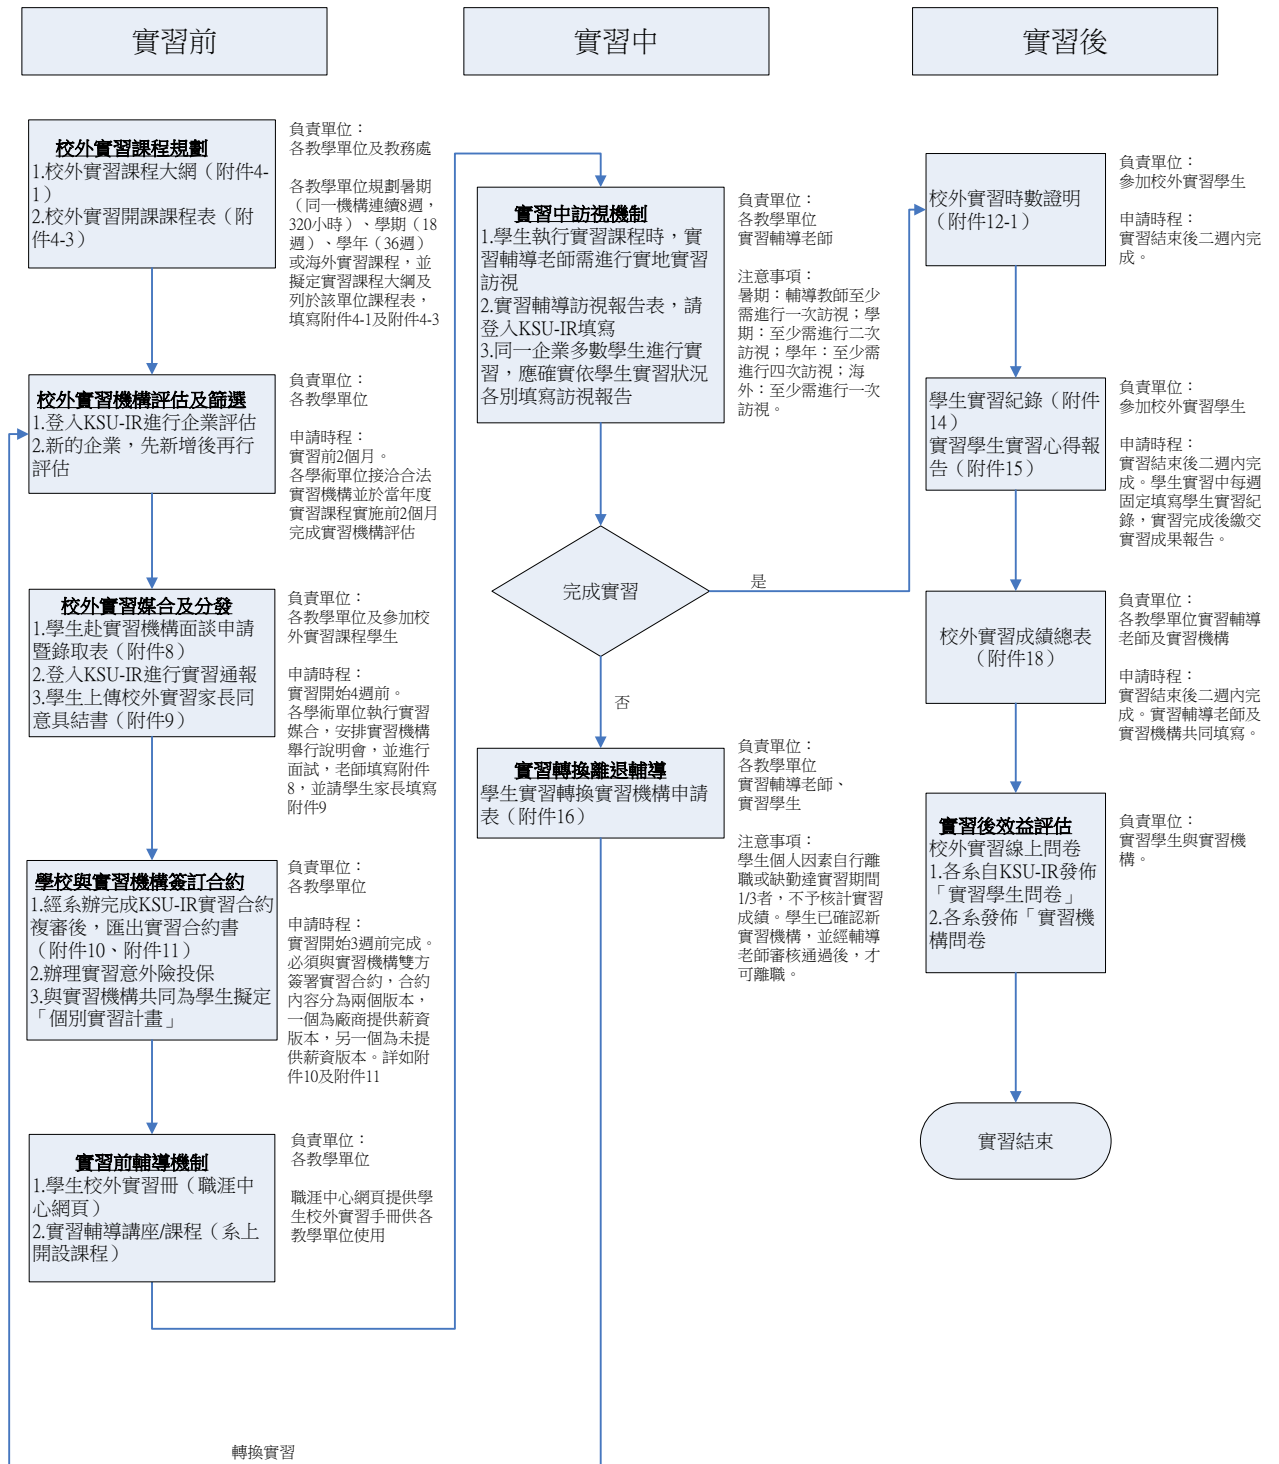 實習前
實習中
實習後
校外實習課程規劃
1.校外實習課程大網（附件4-
1）
2.校外實習開課課程表（附
件4-3）
負責單位：
各教學單位及教務處
各教學單位規劃暑期
（同一機構連續8週，
320小時）、學期（18
週）、學年（36週）
或海外實習課程，並
擬定實習課程大綱及
列於該單位課程表，
填寫附件4-1及附件4-3
校外實習機構評估及篩選
1.登入KSU-IR進行企業評估
2.新的企業，先新增後再行
評估
負責單位：
各教學單位
申請時程：
實習前2個月。
各學術單位接洽合法
實習機構並於當年度
實習課程實施前2個月
完成實習機構評估
校外實習媒合及分發
1.學生赴實習機構面談申請
暨錄取表（附件8）
2.登入KSU-IR進行實習通報
3.學生上傳校外實習家長同
意具結書（附件9）
負責單位：
各教學單位及參加校
外實習課程學生
申請時程：
實習開始4週前。
各學術單位執行實習
媒合，安排實習機構
舉行說明會，並進行
面試，老師填寫附件
8，並請學生家長填寫
附件9
學校與實習機構簽訂合約
1.經系辦完成KSU-IR實習合約
複審後，匯出實習合約書
（附件10、附件11）
2.辦理實習意外險投保
3.與實習機構共同為學生擬定
「個別實習計畫」
負責單位：
各教學單位
申請時程：
實習開始3週前完成。
必須與實習機構雙方
簽署實習合約，合約
內容分為兩個版本，
一個為廠商提供薪資
版本，另一個為未提
供薪資版本。詳如附
件10及附件11
實習前輔導機制
1.學生校外實習冊（職涯中
心網頁）
2.實習輔導講座/課程（系上
開設課程）
負責單位：
各教學單位
職涯中心網頁提供學
生校外實習手冊供各
教學單位使用
實習中訪視機制
1.學生執行實習課程時，實
習輔導老師需進行實地實習
訪視
2.實習輔導訪視報告表，請
登入KSU-IR填寫
3.同一企業多數學生進行實
習，應確實依學生實習狀況
各別填寫訪視報告
負責單位：
各教學單位
實習輔導老師
注意事項：
暑期：輔導教師至少
需進行一次訪視；學
期：至少需進行二次
訪視；學年：至少需
進行四次訪視；海
外：至少需進行一次
訪視。
完成實習
是
否
實習轉換離退輔導
學生實習轉換實習機構申請
表（附件16）
負責單位：
各教學單位
實習輔導老師、
實習學生
注意事項：
學生個人因素自行離
職或缺勤達實習期間
1/3者，不予核計實習
成績。學生已確認新
實習機構，並經輔導
老師審核通過後，才
可離職。
轉換實習
校外實習時數證明
（附件12-1）
負責單位：
參加校外實習學生
申請時程：
實習結束後二週內完
成。
學生實習紀錄（附件
14）
實習學生實習心得報
告（附件15）
負責單位：
參加校外實習學生
申請時程：
實習結束後二週內完
成。學生實習中每週
固定填寫學生實習紀
錄，實習完成後繳交
實習成果報告。
校外實習成績總表
（附件18）
負責單位：
各教學單位實習輔導
老師及實習機構
申請時程：
實習結束後二週內完
成。實習輔導老師及
實習機構共同填寫。
實習後效益評估
校外實習線上問卷
1.各系自KSU-IR發佈
「實習學生問卷」
2.各系發佈「實習機
構問卷
負責單位：
實習學生與實習機
構。
實習結束